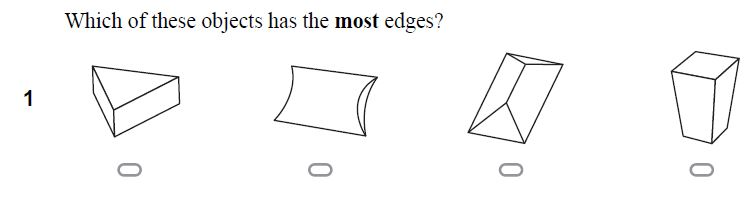 Which of these objects has the most edges?
1